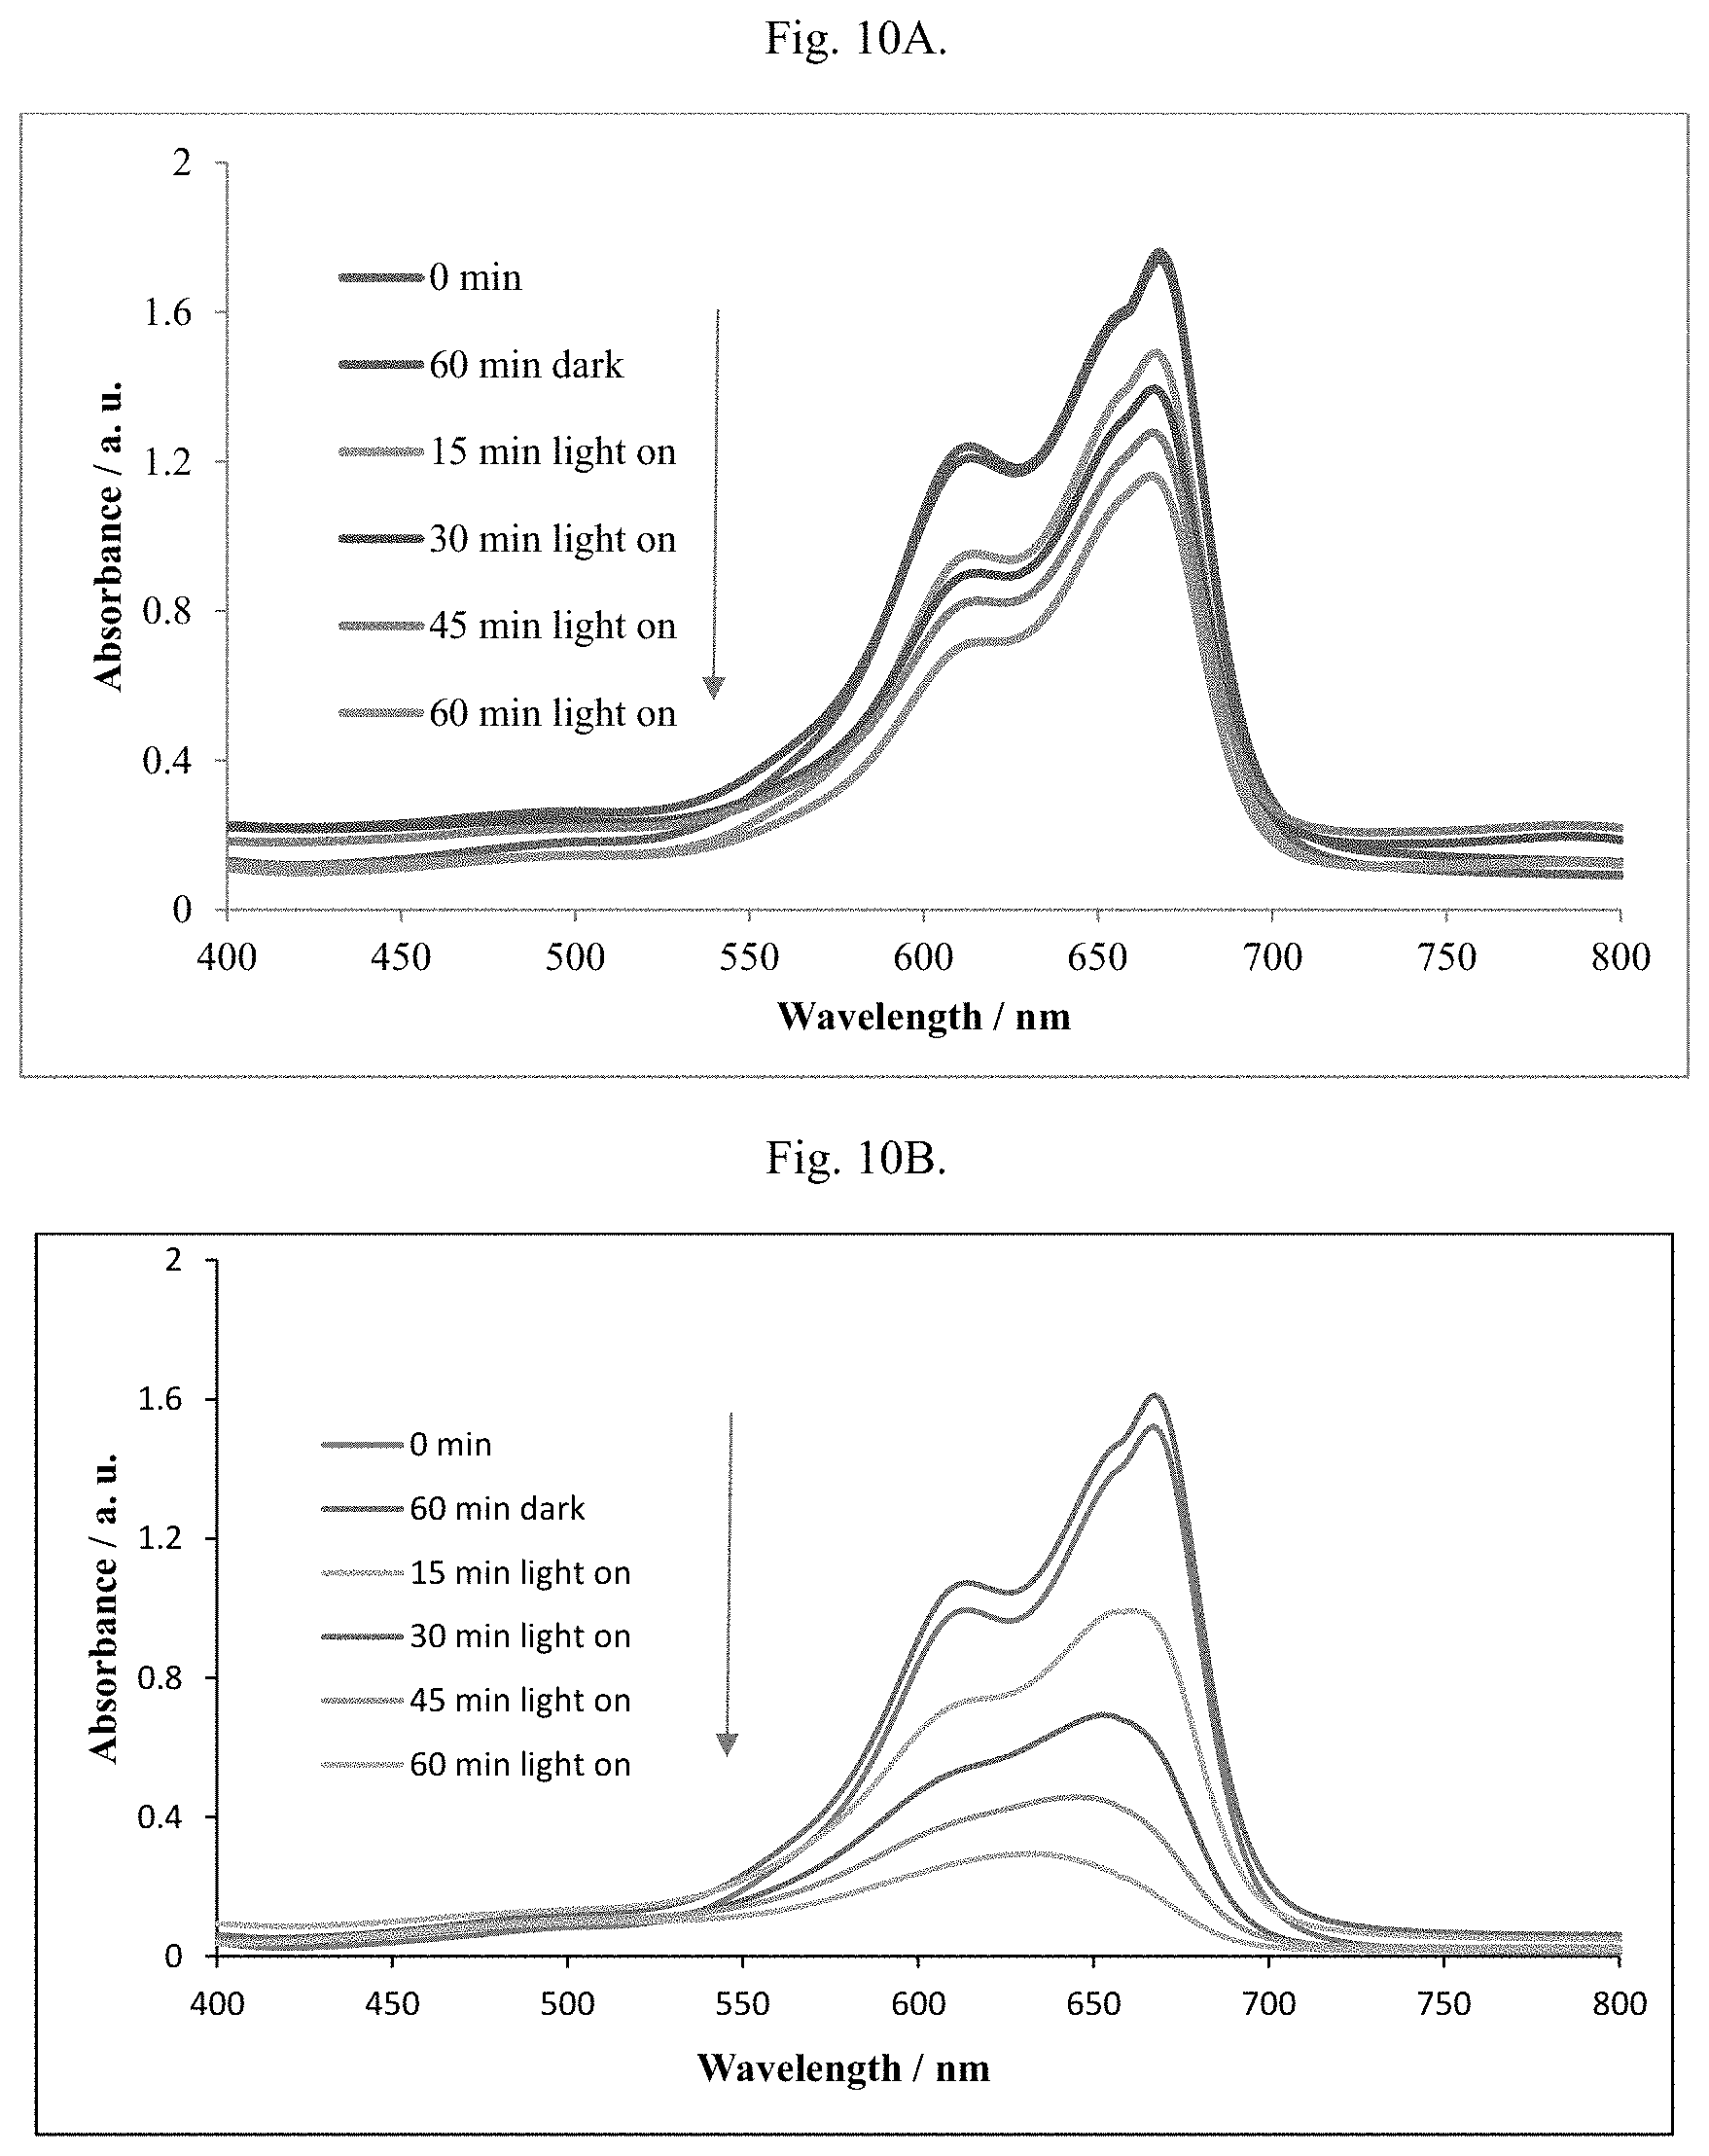 Fig. 10A.
2
1.6
1.2
0.8
0.4
0
Absorbance / a. u.
0 min
60 min dark
15 min light on
30 min light on
45 min light on
60 min light on
400 450 500 550 600 650 700 750 800
Wavelength / nm
Fig. 10B.
2
1.6
1.2
0.8
0.4
0
Absorbance / a. u.
0 min
60 min dark
15 min light on
30 min light on
45 min light on
60 min light on
400 450 500 550 600 650 700 750 800
Wavelength / nm